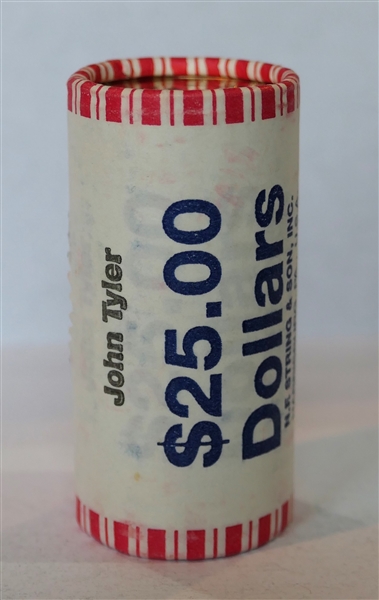 John Tyler
$25.00
Dollars
N.F. STRING & SON, INC.